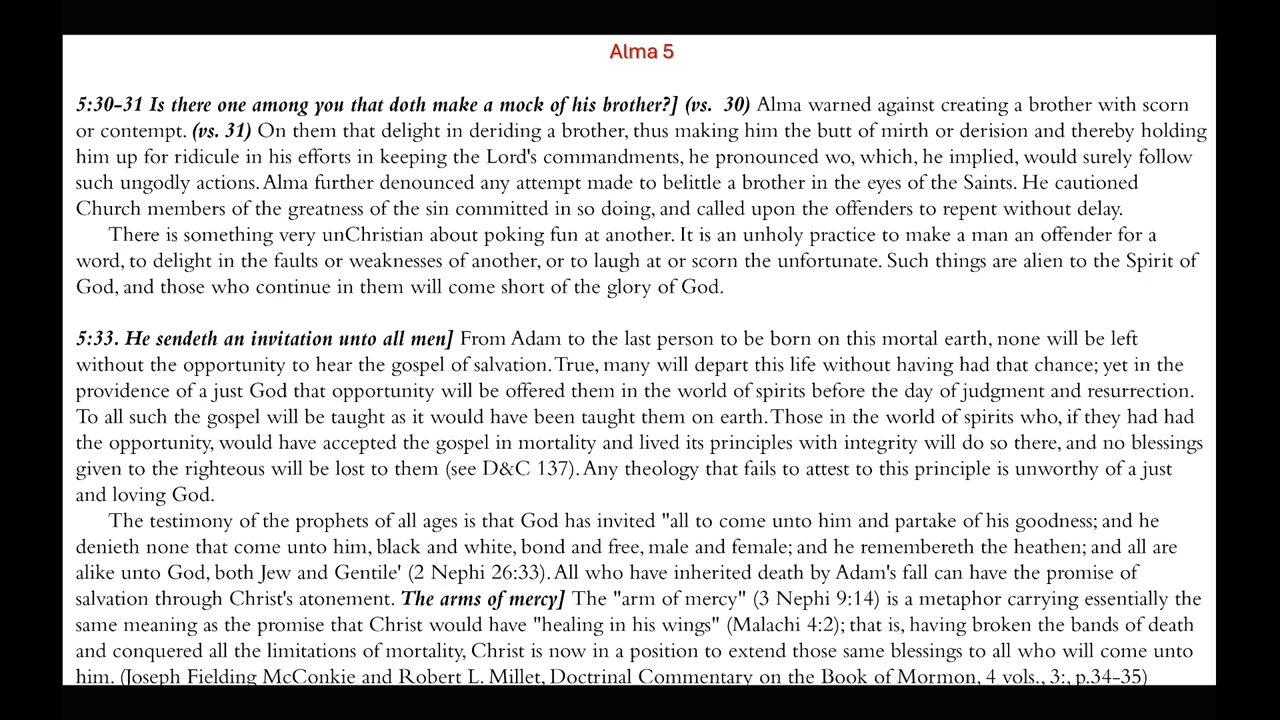 Alma 5
5:30-31 Is there one among you that doth make a mock of his brother?] (vs. 30) Alma warned against creating a brother with scorn
or contempt. (vs. 31) On them that delight in deriding a brother, thus making him the butt of mirth or derision and thereby holding
him up for ridicule in his efforts in keeping the Lord's commandments, he pronounced wo, which, he implied, would surely follow
such ungodly actions. Alma further denounced any attempt made to belittle a brother in the eyes of the Saints. He cautioned
Church members of the greatness of the sin committed in so doing, and called upon the offenders to repent without delay.
There is something very unChristian about poking fun at another. It is an unholy practice to make a man an offender for a
word, to delight in the faults or weaknesses of another, or to laugh at or scorn the unfortunate. Such things are alien to the Spirit of
God, and those who continue in them will come short of the glory of God.
5:33. He sendeth an invitation unto all men] From Adam to the last person to be born on this mortal earth, none will be left
without the opportunity to hear the gospel of salvation. True, many will depart this life without having had that chance; yet in the
providence of a just God that opportunity will be offered them in the world of spirits before the day of judgment and resurrection.
To all such the gospel will be taught as it would have been taught them on earth. Those in the world of spirits who, if they had had
the opportunity, would have accepted the gospel in mortality and lived its principles with integrity will do so there, and no blessings
given to the righteous will be lost to them (see D&C 137). Any theology that fails to attest to this principle is unworthy of a just
and loving God.
The testimony of the prophets of all ages is that God has invited "all to come unto him and partake of his goodness; and he
denieth none that come unto him, black and white, bond and free, male and female; and he remembereth the heathen; and all are
alike unto God, both Jew and Gentile' (2 Nephi 26:33). All who have inherited death by Adam's fall can have the promise of
salvation through Christ's atonement. The arms of mercy] The "arm of mercy" (3 Nephi 9:14) is a metaphor carrying essentially the
same meaning as the promise that Christ would have "healing in his wings" (Malachi 4:2); that is, having broken the bands of death
and conquered all the limitations of mortality, Christ is now in a position to extend those same blessings to all who will come unto
him. (Joseph Fielding McConkie and Robert L. Millet, Doctrinal Commentary on the Book of Mormon, 4 vols., 3:, p.34-35)